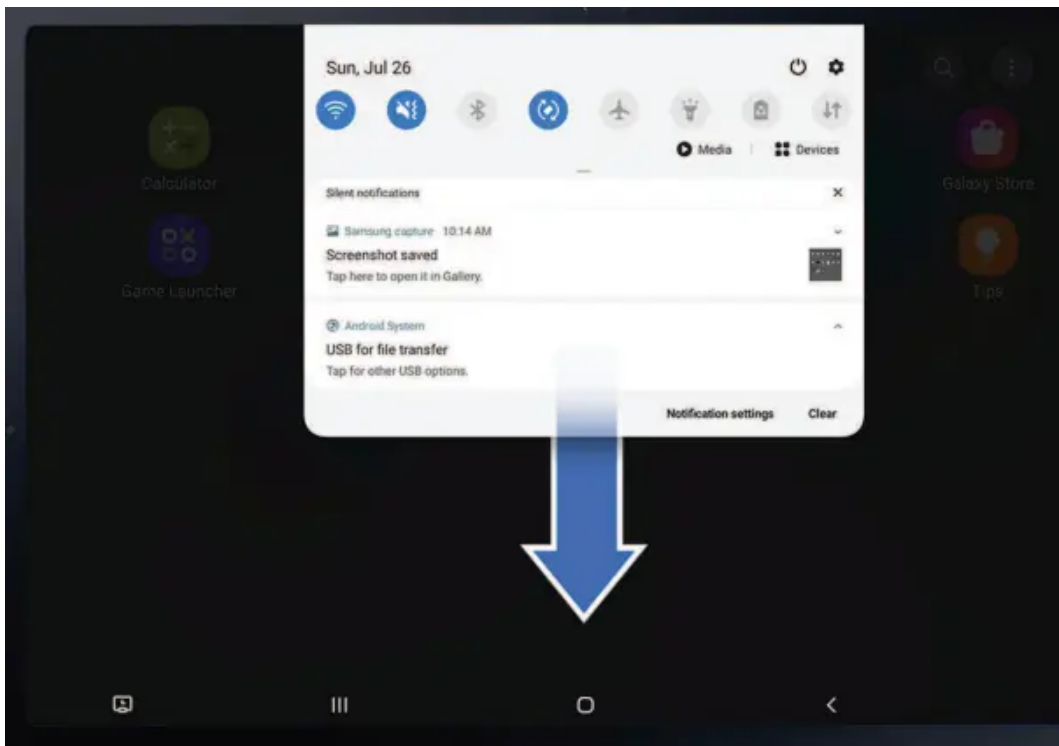 Sun, Jul 26
Media
Devices
Silent notifications
Samsung capture 10:14 AM
Screenshot saved
Tap here to open it in Gallery.
Android System
USB for file transfer
Tap for other USB options.
Notification settings
Clear
Calculator
Game Launcher
Galaxy Store
Tips